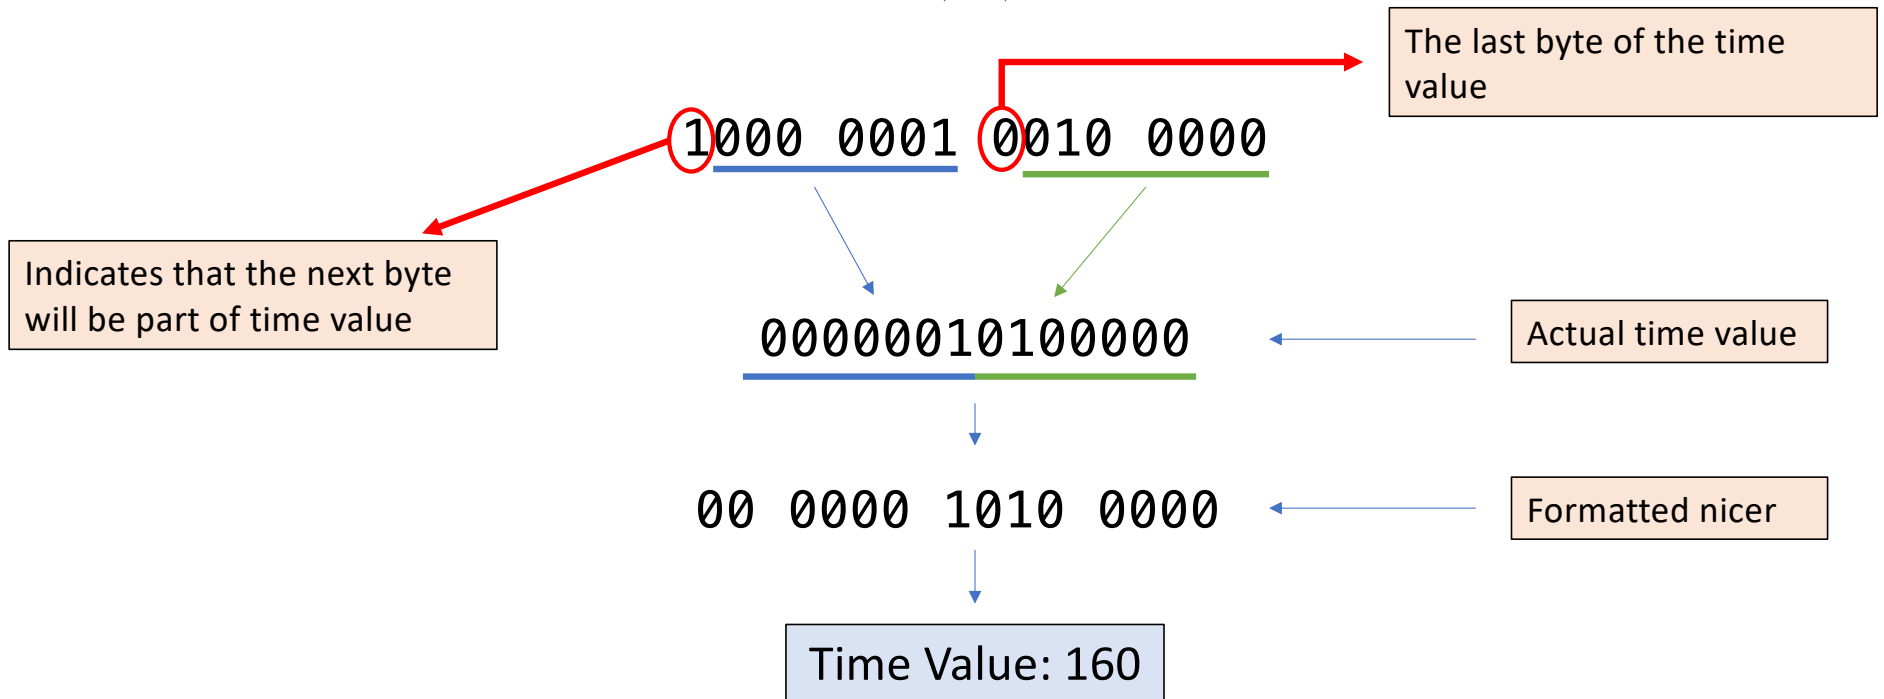 The last byte of the time
value
1000 0001 0010 0000
Indicates that the next byte
will be part of time value
00000010100000
Actual time value
00 0000 1010 0000
Formatted nicer
Time Value: 160